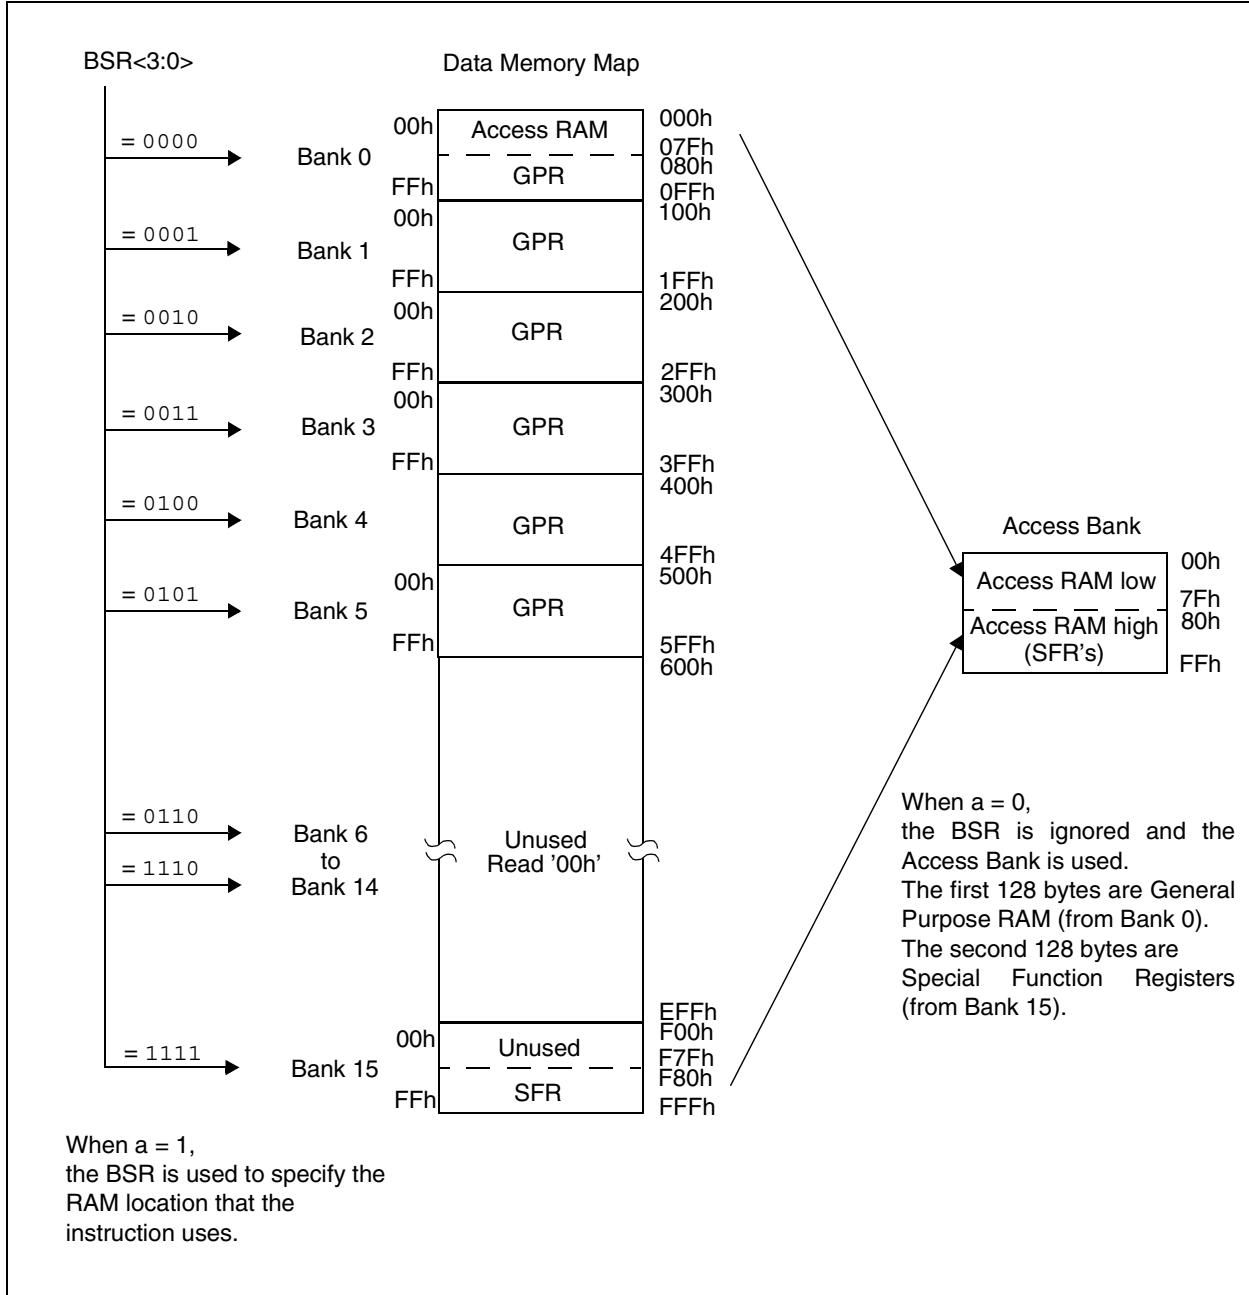 BSR<3:0>
Data Memory Map
= 0000
Bank 0
00h
Access RAM
000h
07Fh
080h
GPR
FFh
0FFh
= 0001
Bank 1
00h
GPR
100h
FFh
1FFh
= 0010
Bank 2
00h
GPR
200h
FFh
2FFh
= 0011
Bank 3
00h
GPR
300h
FFh
3FFh
= 0100
Bank 4
GPR
400h
4FFh
= 0101
Bank 5
00h
GPR
500h
FFh
5FFh
600h
= 0110
Bank 6
to
= 1110
Bank 14
Unused
Read '00h'
EFFh
= 1111
Bank 15
00h
Unused
F00h
F7Fh
F80h
SFR
FFh
FFFh
Access Bank
Access RAM low
00h
7Fh
Access RAM high
(SFR's)
80h
FFh
When a = 0,
the BSR is ignored and the
Access Bank is used.
The first 128 bytes are General
Purpose RAM (from Bank 0).
The second 128 bytes are
Special Function Registers
(from Bank 15).
When a = 1,
the BSR is used to specify the
RAM location that the
instruction uses.